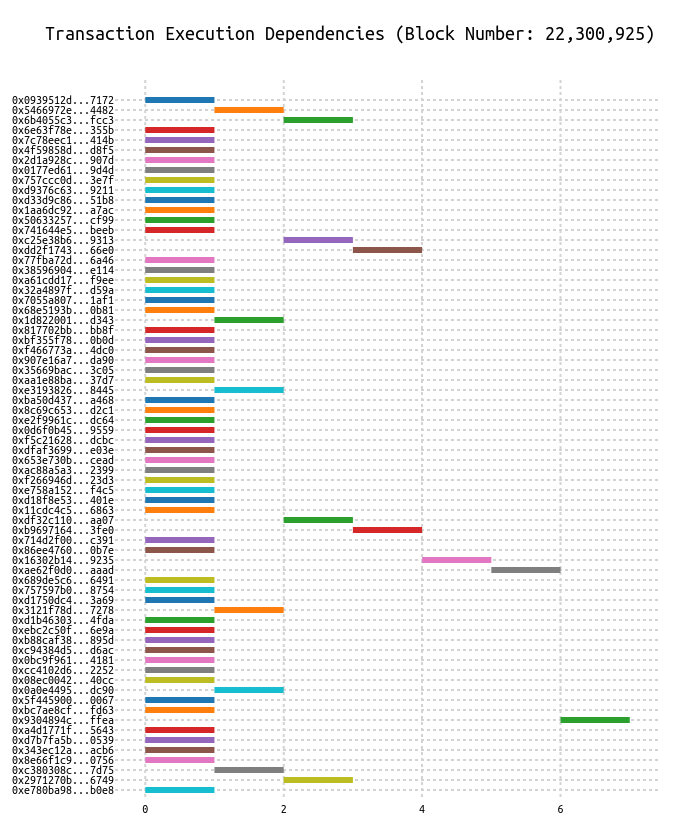 Transaction Execution Dependencies (Block Number: 22,300,925)
0x0939512d...7172
0x5466972e...4482
0x6b4055c3...fcc3
0x6e63f78e...355b
0x7c78eec1...414b
0x4f59858d...d8f5
0x2d1a928c...907d
0x0177ed61...9d4d
0x757ccc0d...3e7f
0xd9376c63...9211
0xd33d9c86...51b8
0x1aa6dc92...a7ac
0x50633257...cf99
0x741644e5...beeb
0xc25e38b6...9313
0xdd2f1743...66e0
0x77fba72d...6a46
0x38596904...e114
0xa61cdd17...f9ee
0x32a4897f...d59a
0x7055a807...1af1
0x68e5193b...0b81
0x1d822001...d343
0x817702bb...bb8f
0xbf355f78...0b0d
0xf466773a...4dc0
0x907e16a7...da90
0x35669bac...3c05
0xaa1e88ba...37d7
0xe3193826...8445
0xba50d437...a468
0x8c69c653...d2c1
0xe2f9961c...dc64
0x0d6f0b45...9559
0xf5c21628...dcbc
0xdfaf3699...e03e
0x653e730b...cead
0xac88a5a3...2399
0xf266946d...23d3
0xe758a152...f4c5
0xd18f8e53...401e
0x11cdc4c5...6863
0xdf32c110...aa07
0xb9697164...3fe0
0x714d2f00...c391
0x86ee4760...0b7e
0x16302b14...9235
0xae62f0d0...aaad
0x689de5c6...6491
0x757597b0...8754
0xd1750dc4...3a69
0x3121f78d...7278
0xd1b46303...4fda
0xebc2c50f...6e9a
0xb88caf38...895d
0xc94384d5...d6ac
0x0bc9f961...4181
0xcc4102d6...2252
0x08ec0042...40cc
0x0a0e4495...dc90
0x5f445900...0067
0xbc7ae8cf...fd63
0x9304894c...ffea
0xa4d1771f...5643
0xd7b7fa5b...0539
0x343ec12a...acb6
0x8e66f1c9...0756
0xc380308c...7d75
0x2971270b...6749
0xe780ba98...b0e8
0 2 4 6